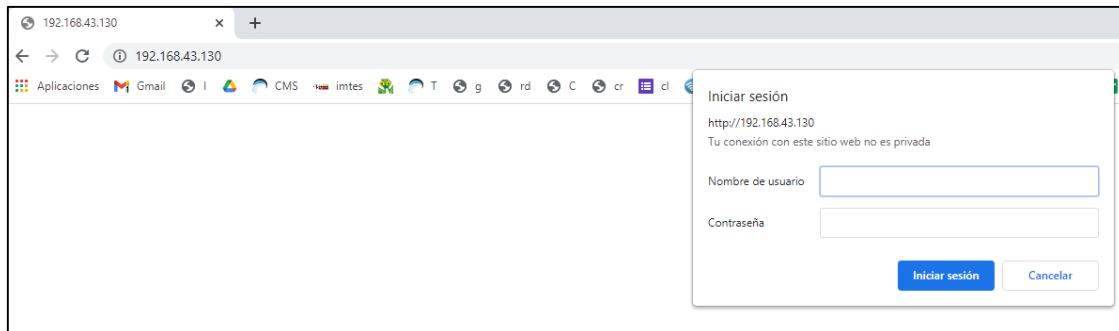 192.168.43.130
192.168.43.130
Aplicaciones Gmail I CMS imtes T g rd C cr cl
Iniciar sesión
http://192.168.43.130
Tu conexión con este sitio web no es privada
Nombre de usuario
Contraseña
Iniciar sesión Cancelar